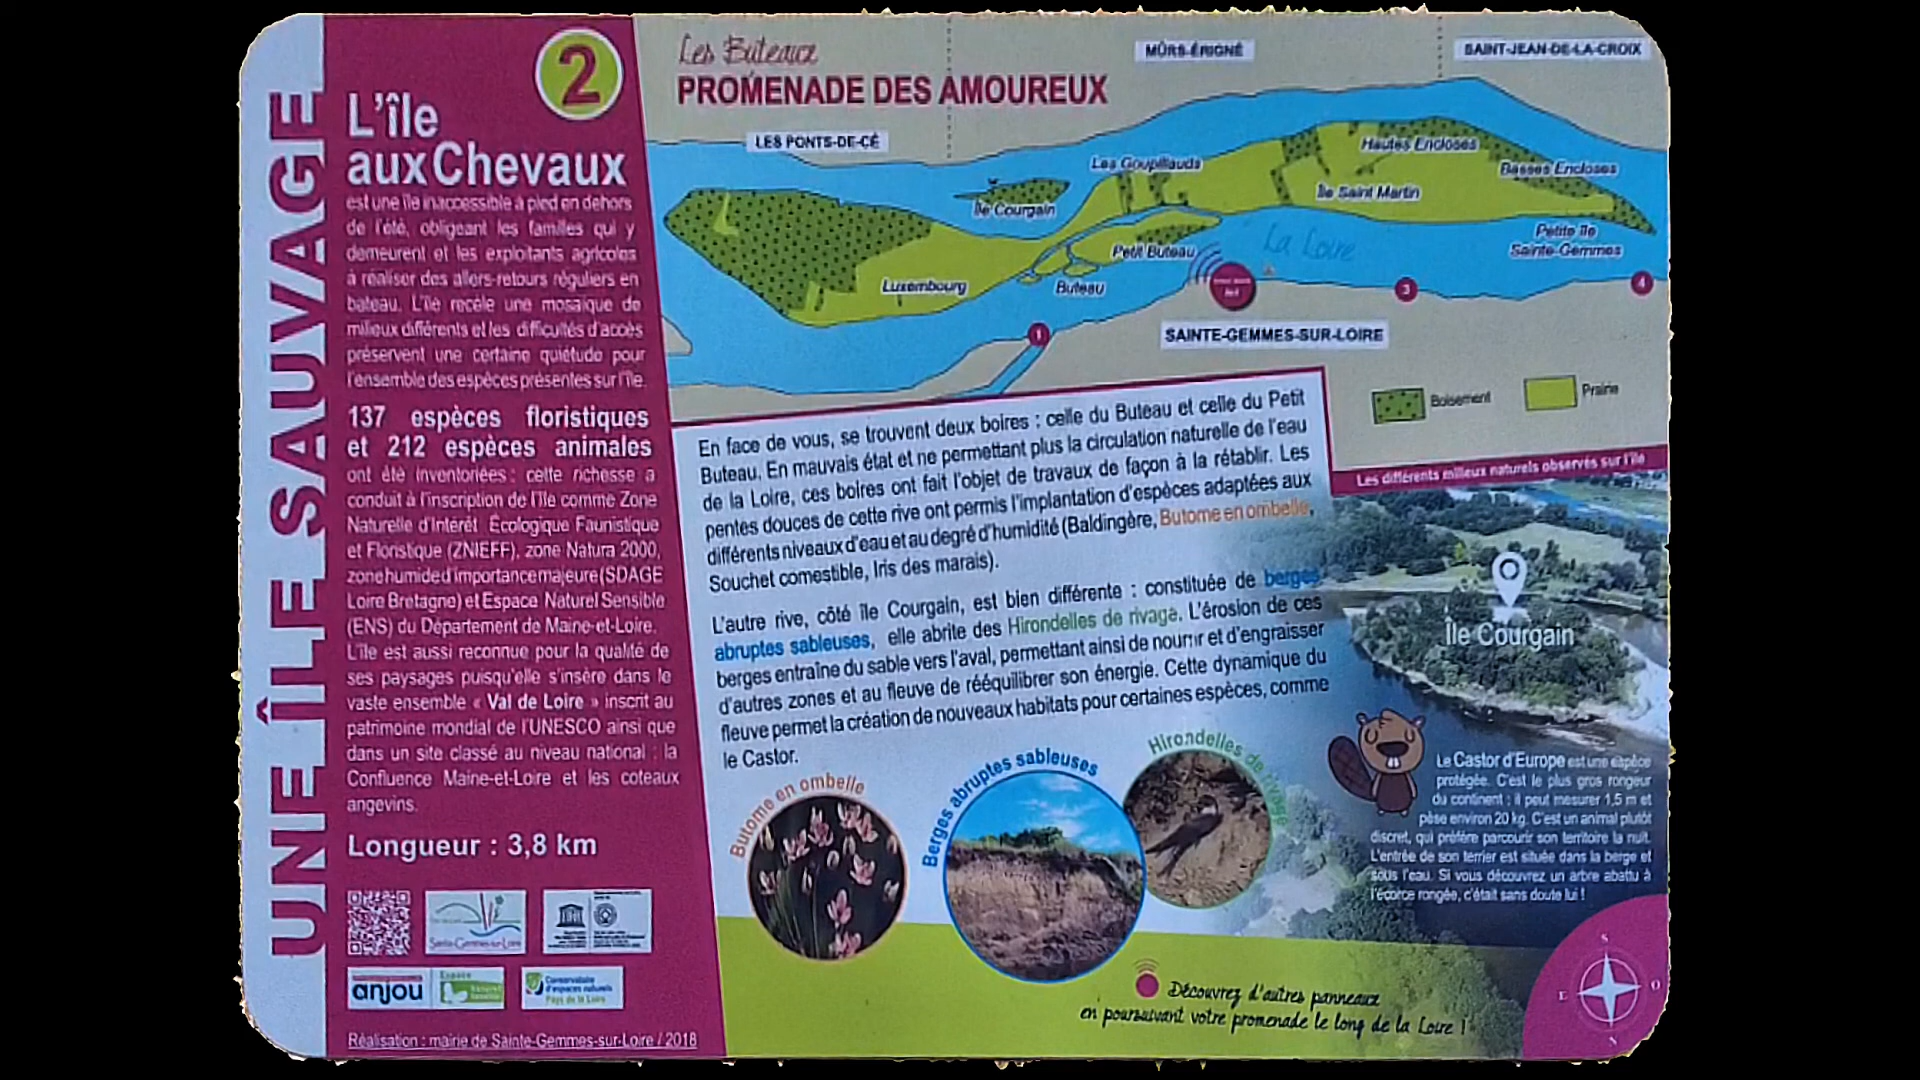 UNE ÎLE SAUVAGE
2
L'île
aux Chevaux
est une île inaccessible à pied en dehors
de l'été, obligeant les familles qui y
demeurent et les exploitants agricoles
à réaliser des allers-retours réguliers en
bateau. L'île recèle une mosaïque de
milieux différents et les difficultés d'accès
préservent une certaine quiétude pour
l'ensemble des espèces présentes sur l'île.
137 espèces floristiques
et 212 espèces animales
ont été inventoriées : cette richesse a
conduit à l'inscription de l'île comme Zone
Naturelle d'Intérêt Écologique Faunistique
et Floristique (ZNIEFF), zone Natura 2000,
zone humide d'importance majeure (SDAGE
Loire Bretagne) et Espace Naturel Sensible
(ENS) du Département de Maine-et-Loire.
L'île est aussi reconnue pour la qualité de
ses paysages puisqu'elle s'insère dans le
vaste ensemble « Val de Loire » inscrit au
patrimoine mondial de l'UNESCO ainsi que
dans un site classé au niveau national : la
Confluence Maine-et-Loire et les coteaux
angevins.
Longueur : 3,8 km
Sainte-Gemmes-sur-Loire
anjou
Espace
Naturel
Sensible
Conservatoire
d'espaces naturels
Pays de la Loire
Réalisation : mairie de Sainte-Gemmes-sur-Loire / 2018
Les Buteaux
PROMENADE DES AMOUREUX
MÛRS-ÉRIGNÉ
SAINT-JEAN-DE-LA-CROIX
LES PONTS-DE-CÉ
Les Goupillauds
Hautes Encloses
Basses Encloses
Île Courgain
Île Saint Martin
Petit Buteau
La Loire
Petite île
Sainte-Gemmes
Luxembourg
Buteau
1
3
4
SAINTE-GEMMES-SUR-LOIRE
Boisement
Prairie
En face de vous, se trouvent deux boires : celle du Buteau et celle du Petit
Buteau. En mauvais état et ne permettant plus la circulation naturelle de l'eau
de la Loire, ces boires ont fait l'objet de travaux de façon à la rétablir. Les
pentes douces de cette rive ont permis l'implantation d'espèces adaptées aux
différents niveaux d'eau et au degré d'humidité (Baldingère, Butome en ombelle,
Souchet comestible, Iris des marais).
L'autre rive, côté île Courgain, est bien différente : constituée de berges
abruptes sableuses, elle abrite des Hirondelles de rivage. L'érosion de ces
berges entraîne du sable vers l'aval, permettant ainsi de nourrir et d'engraisser
d'autres zones et au fleuve de rééquilibrer son énergie. Cette dynamique du
fleuve permet la création de nouveaux habitats pour certaines espèces, comme
le Castor.
Butome en ombelle
Berges abruptes sableuses
Hirondelles de rivage
Les différents milieux naturels observés sur l'île
Île Courgain
Le Castor d'Europe est une espèce
protégée. C'est le plus gros rongeur
du continent : il peut mesurer 1,5 m et
pèse environ 20 kg. C'est un animal plutôt
discret, qui préfère parcourir son territoire la nuit.
L'entrée de son terrier est située dans la berge et
sous l'eau. Si vous découvrez un arbre abattu à
l'écorce rongée, c'était sans doute lui !
Découvrez d'autres panneaux
en poursuivant votre promenade le long de la Loire !
S
E
O
N